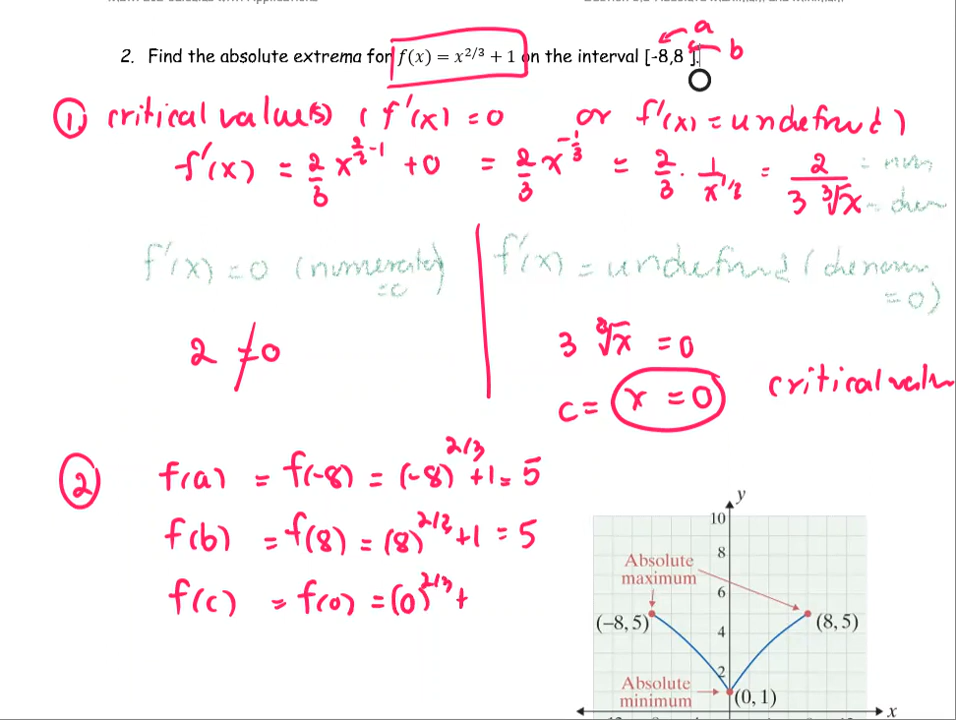 2. Find the absolute extrema for f(x) = x^{2/3} + 1 on the interval [-8,8 ].
a
b
① critical value(s) ( f'(x) = 0 or f'(x) = undefined )
f'(x) = 2/3 x^{2/3 - 1} + 0 = 2/3 x^{-1/3} = 2/3 · 1/x^{1/3} = 2/(3 ∛x) = num
= den
f'(x) = 0 (numerator = 0) f'(x) = undefined (denom = 0)
2 ≠ 0
3 ∛x = 0
c = x = 0 critical valu
② f(a) = f(-8) = (-8)^{2/3} + 1 = 5
f(b) = f(8) = (8)^{2/3} + 1 = 5
f(c) = f(0) = (0)^{2/3} +
y
10
8
Absolute maximum
6
(−8, 5)
(8, 5)
4
2
Absolute minimum
(0, 1)
x